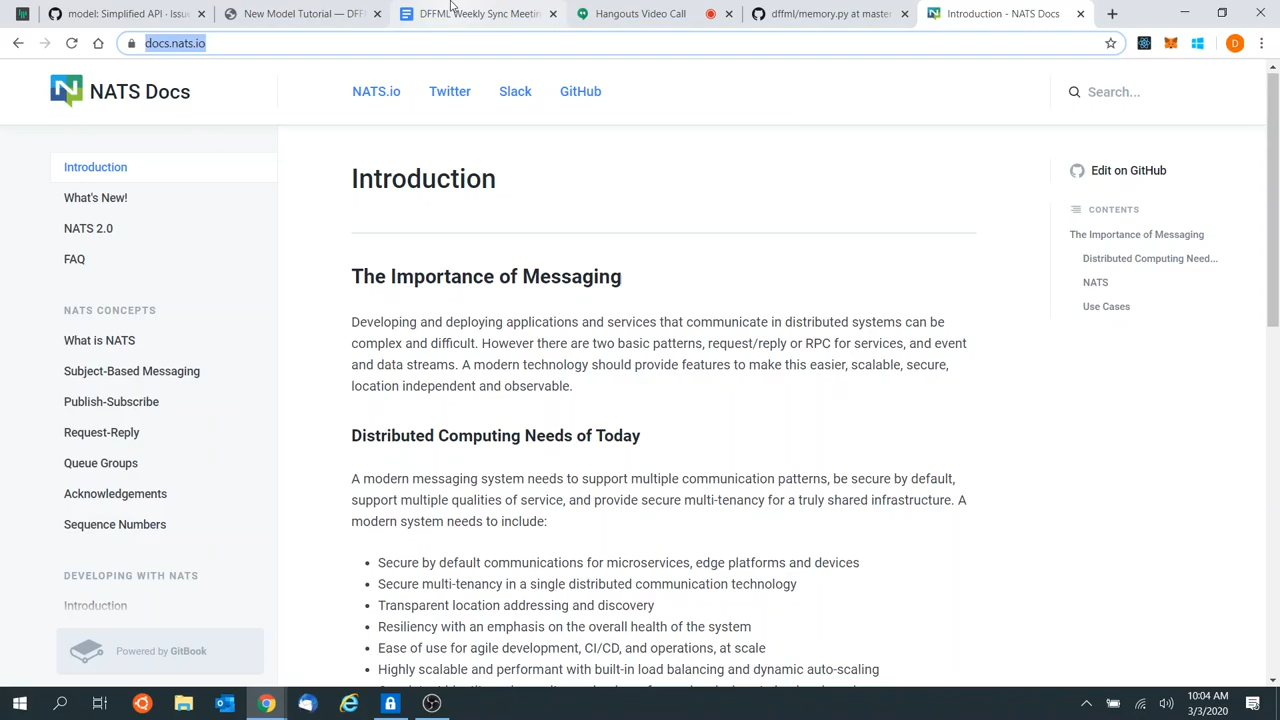 model: Simplified API · Issu
New Model Tutorial — DFF
DFFML Weekly Sync Meetin
Hangouts Video Call
dffml/memory.py at master
Introduction - NATS Docs
docs.nats.io
D
NATS Docs
NATS.io
Twitter
Slack
GitHub
Search...
Introduction
What's New!
NATS 2.0
FAQ
NATS CONCEPTS
What is NATS
Subject-Based Messaging
Publish-Subscribe
Request-Reply
Queue Groups
Acknowledgements
Sequence Numbers
DEVELOPING WITH NATS
Introduction
Powered by GitBook
Introduction
The Importance of Messaging
Developing and deploying applications and services that communicate in distributed systems can be
complex and difficult. However there are two basic patterns, request/reply or RPC for services, and event
and data streams. A modern technology should provide features to make this easier, scalable, secure,
location independent and observable.
Distributed Computing Needs of Today
A modern messaging system needs to support multiple communication patterns, be secure by default,
support multiple qualities of service, and provide secure multi-tenancy for a truly shared infrastructure. A
modern system needs to include:
• Secure by default communications for microservices, edge platforms and devices
• Secure multi-tenancy in a single distributed communication technology
• Transparent location addressing and discovery
• Resiliency with an emphasis on the overall health of the system
• Ease of use for agile development, CI/CD, and operations, at scale
• Highly scalable and performant with built-in load balancing and dynamic auto-scaling
Edit on GitHub
CONTENTS
The Importance of Messaging
Distributed Computing Need...
NATS
Use Cases
10:04 AM
3/3/2020